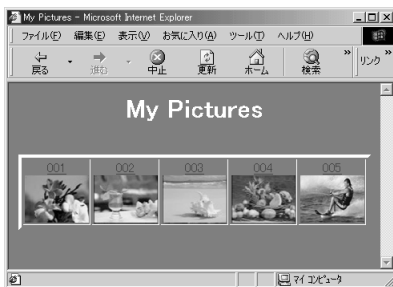 My Pictures - Microsoft Internet Explorer
ファイル(F) 編集(E) 表示(V) お気に入り(A) ツール(T) ヘルプ(H)
戻る 進む 中止 更新 ホーム 検索 » リンク »
My Pictures
001 002 003 004 005
マイ コンピュータ